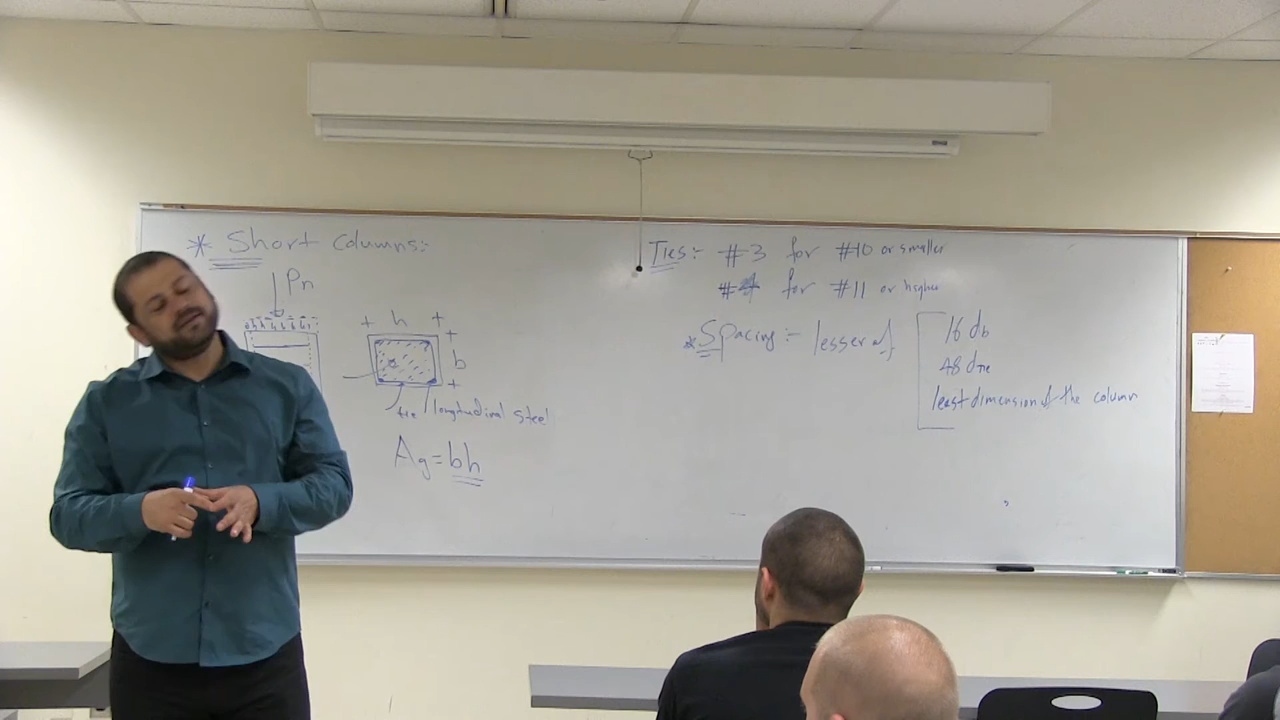 * Short Columns:-
Pn
+ h +
+
b
+
tie longitudinal steel
Ag = bh
Ties:- #3 for #10 or smaller
#4 for #11 or higher
* Spacing:- lesser of
16 db
48 dtie
least dimension of the column